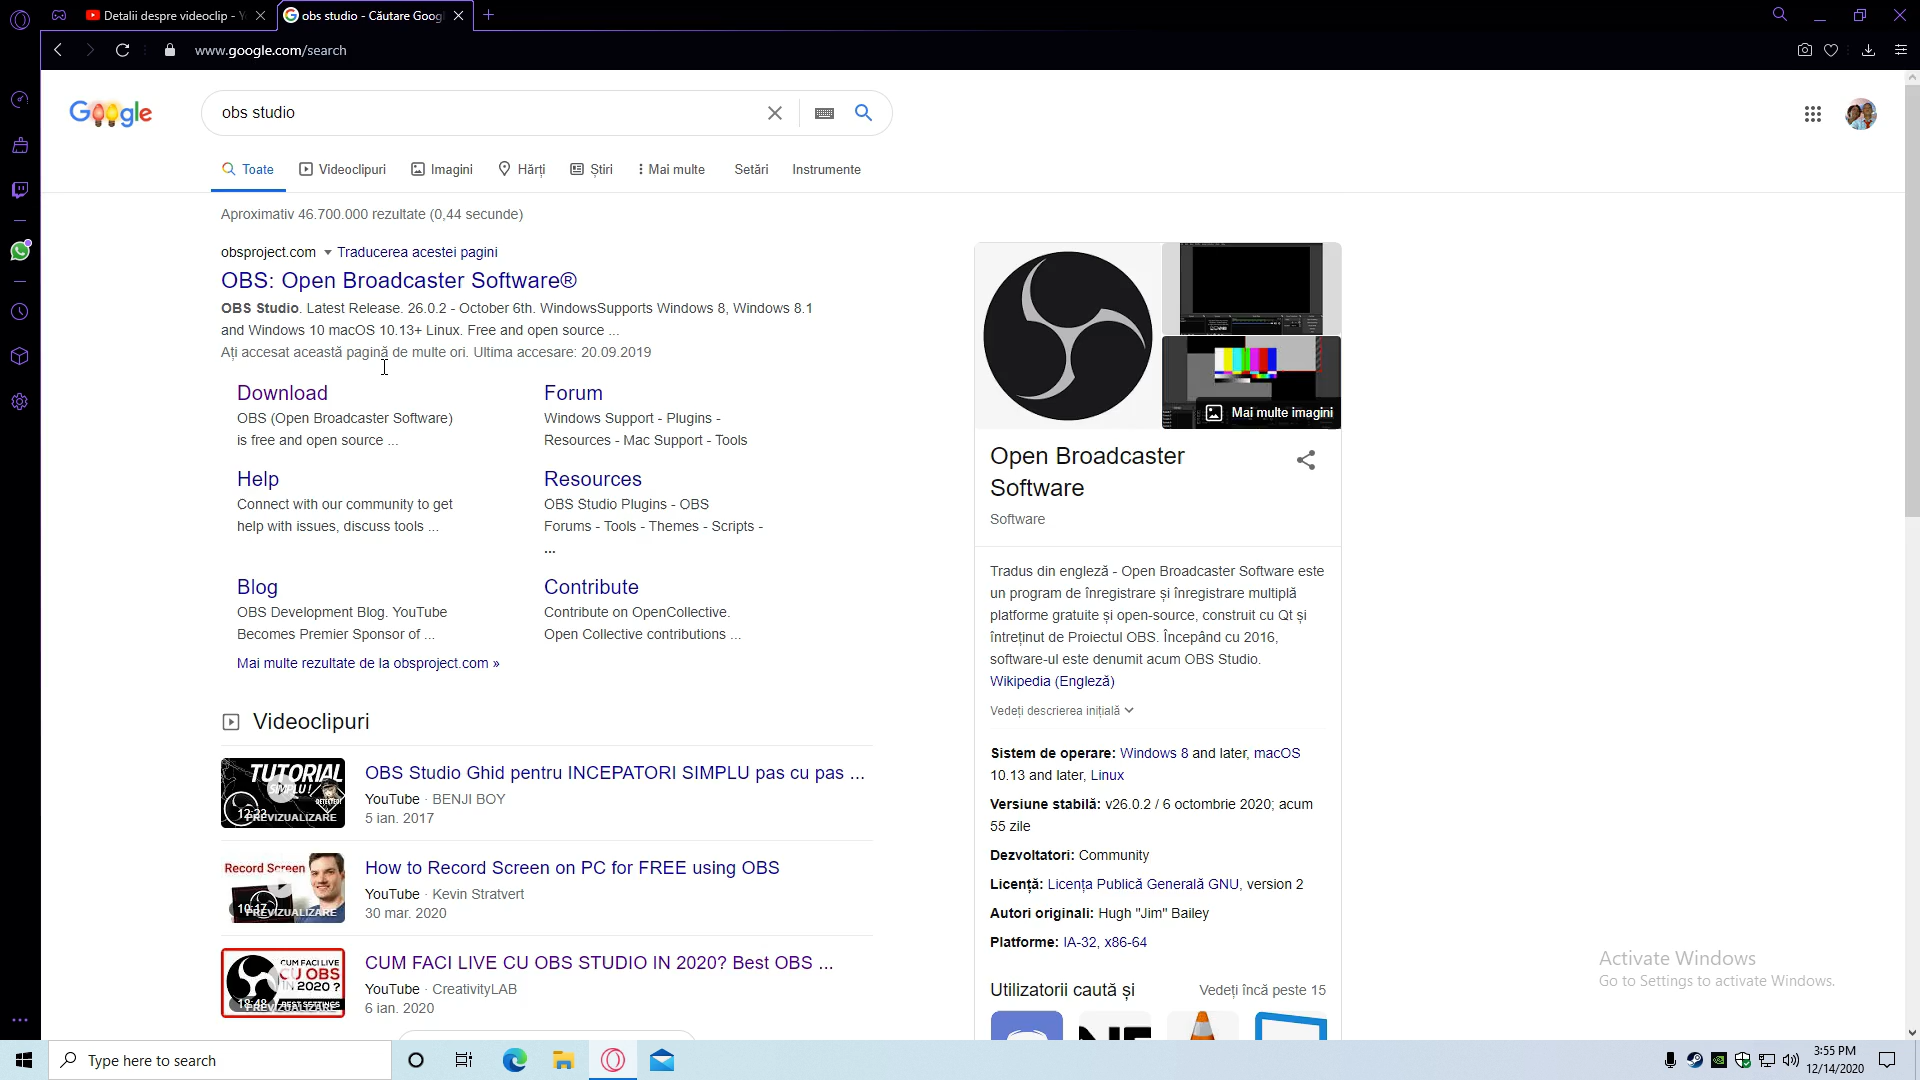 Detalii despre videoclip - Y
obs studio - Căutare Goog
www.google.com/search
Google
obs studio
Toate
Videoclipuri
Imagini
Hărți
Știri
Mai multe
Setări
Instrumente
Aproximativ 46.700.000 rezultate (0,44 secunde)
obsproject.com
Traducerea acestei pagini
OBS: Open Broadcaster Software®
OBS Studio. Latest Release. 26.0.2 - October 6th. WindowsSupports Windows 8, Windows 8.1
and Windows 10 macOS 10.13+ Linux. Free and open source ...
Ați accesat această pagină de multe ori. Ultima accesare: 20.09.2019
Download
OBS (Open Broadcaster Software)
is free and open source ...
Forum
Windows Support - Plugins -
Resources - Mac Support - Tools
Help
Connect with our community to get
help with issues, discuss tools ...
Resources
OBS Studio Plugins - OBS
Forums - Tools - Themes - Scripts -
...
Blog
OBS Development Blog. YouTube
Becomes Premier Sponsor of ...
Contribute
Contribute on OpenCollective.
Open Collective contributions ...
Mai multe rezultate de la obsproject.com »
Videoclipuri
TUTORIAL
SIMPLU !
12:22
PREVIZUALIZARE
OBS Studio Ghid pentru INCEPATORI SIMPLU pas cu pas ...
YouTube · BENJI BOY
5 ian. 2017
Record Screen
10:17
PREVIZUALIZARE
How to Record Screen on PC for FREE using OBS
YouTube · Kevin Stratvert
30 mar. 2020
CUM FACI LIVE
CU OBS
IN 2020 ?
BEST SETTINGS
18:48
PREVIZUALIZARE
CUM FACI LIVE CU OBS STUDIO IN 2020? Best OBS ...
YouTube · CreativityLAB
6 ian. 2020
Mai multe imagini
Open Broadcaster
Software
Software
Tradus din engleză - Open Broadcaster Software este
un program de înregistrare și înregistrare multiplă
platforme gratuite și open-source, construit cu Qt și
întreținut de Proiectul OBS. Începând cu 2016,
software-ul este denumit acum OBS Studio.
Wikipedia (Engleză)
Vedeți descrierea inițială
Sistem de operare: Windows 8 and later, macOS
10.13 and later, Linux
Versiune stabilă: v26.0.2 / 6 octombrie 2020; acum
55 zile
Dezvoltatori: Community
Licență: Licența Publică Generală GNU, version 2
Autori originali: Hugh "Jim" Bailey
Platforme: IA-32, x86-64
Utilizatorii caută și
Vedeți încă peste 15
Activate Windows
Go to Settings to activate Windows.
Type here to search
3:55 PM
12/14/2020